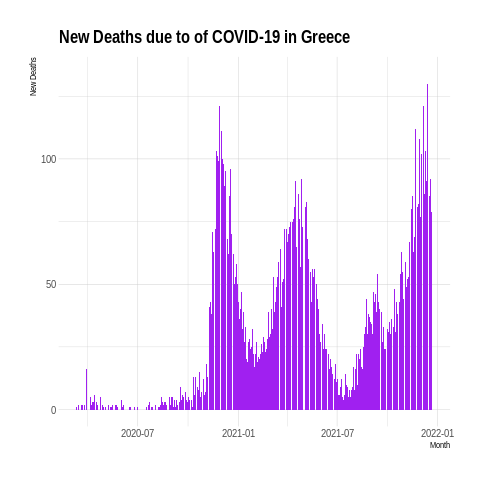 New Deaths due to of COVID-19 in Greece
New Deaths
100
50
0
2020-07 2021-01 2021-07 2022-01
Month